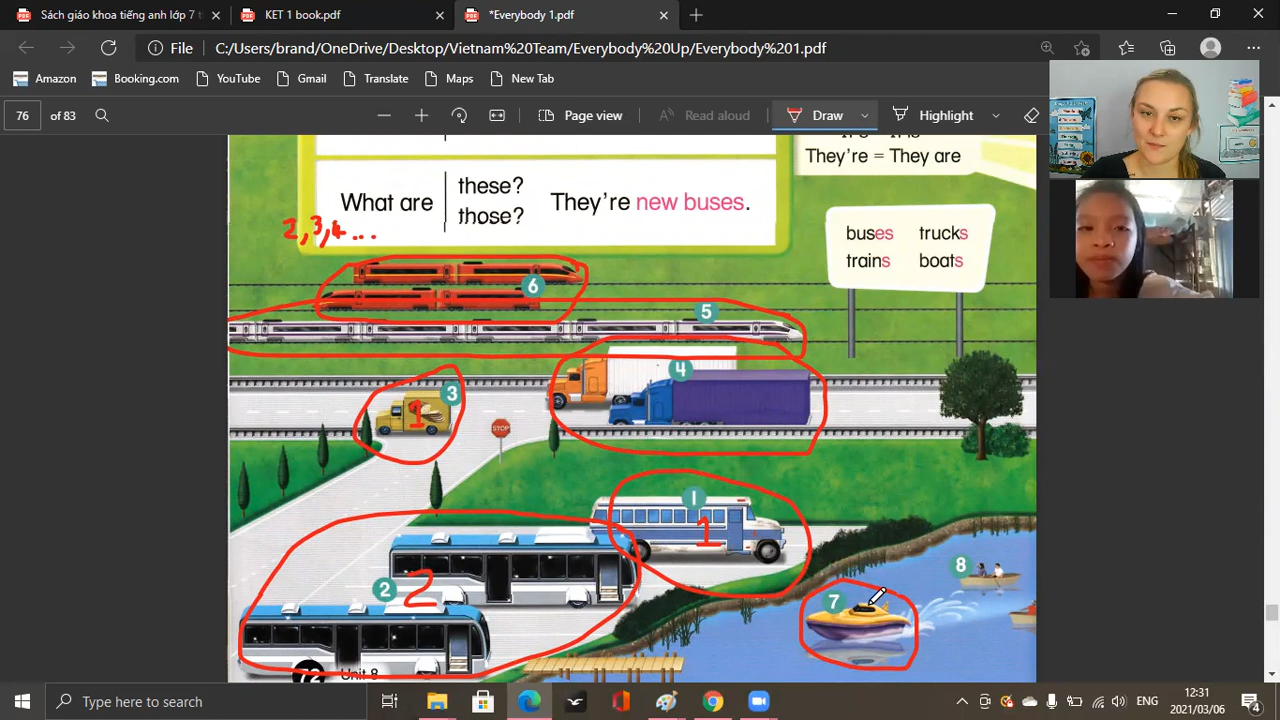 Sách giáo khoa tiếng anh lớp 7 t
KET 1 book.pdf
*Everybody 1.pdf
File
C:/Users/brand/OneDrive/Desktop/Vietnam%20Team/Everybody%20Up/Everybody%201.pdf
Amazon
Booking.com
YouTube
Gmail
Translate
Maps
New Tab
76 of 83
Page view
Read aloud
Draw
Highlight
They're = They are
What are
these?
those?
They're new buses.
2,3,4...
buses trucks
trains boats
6
5
4
3
1
STOP
1
1
2
2
8
7
72 Unit 8
Type here to search
ENG
12:31
2021/03/06
4